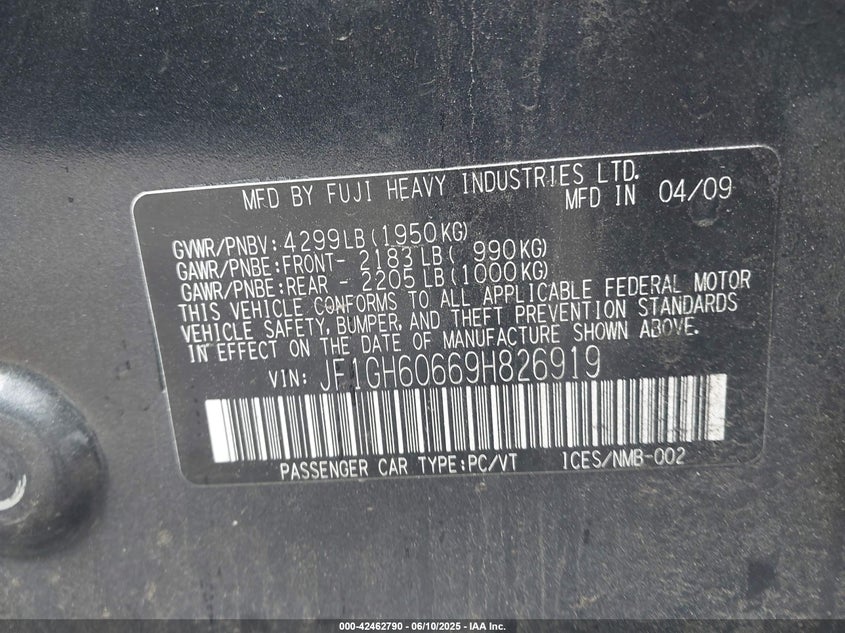 MFD BY FUJI HEAVY INDUSTRIES LTD.
MFD IN 04/09
GVWR/PNBV: 4299LB (1950KG)
GAWR/PNBE: FRONT- 2183LB ( 990KG)
GAWR/PNBE: REAR - 2205LB (1000KG)
THIS VEHICLE CONFORMS TO ALL APPLICABLE FEDERAL MOTOR
VEHICLE SAFETY, BUMPER, AND THEFT PREVENTION STANDARDS
IN EFFECT ON THE DATE OF MANUFACTURE SHOWN ABOVE.
VIN: JF1GH60669H826919
PASSENGER CAR TYPE:PC/VT ICES/NMB-002
000-42462790 - 06/10/2025 - IAA Inc.